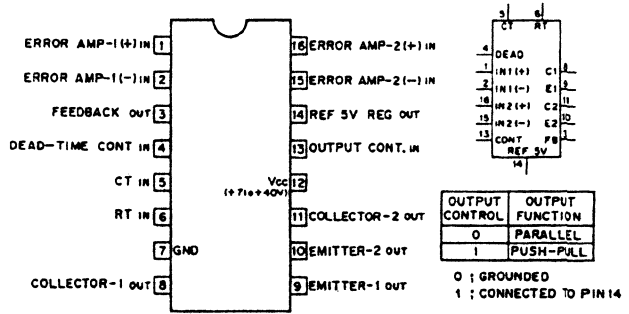 ERROR AMP-1(+) IN 1
ERROR AMP-1(-) IN 2
FEEDBACK OUT 3
DEAD-TIME CONT IN 4
CT IN 5
RT IN 6
7 GND
COLLECTOR-1 OUT 8
16 ERROR AMP-2(+) IN
15 ERROR AMP-2(-) IN
14 REF 5V REG OUT
13 OUTPUT CONT. IN
Vcc 12
(+7to+40V)
11 COLLECTOR-2 OUT
10 EMITTER-2 OUT
9 EMITTER-1 OUT
5 6
CT RT
4 DEAD
1 IN1(+) C1 8
2 IN1(-) E1 9
16 IN2(+) C2 11
15 IN2(-) E2 10
13 CONT FB 3
REF 5V
14
OUTPUT CONTROL OUTPUT FUNCTION
0 PARALLEL
1 PUSH-PULL
0 ; GROUNDED
1 ; CONNECTED TO PIN 14